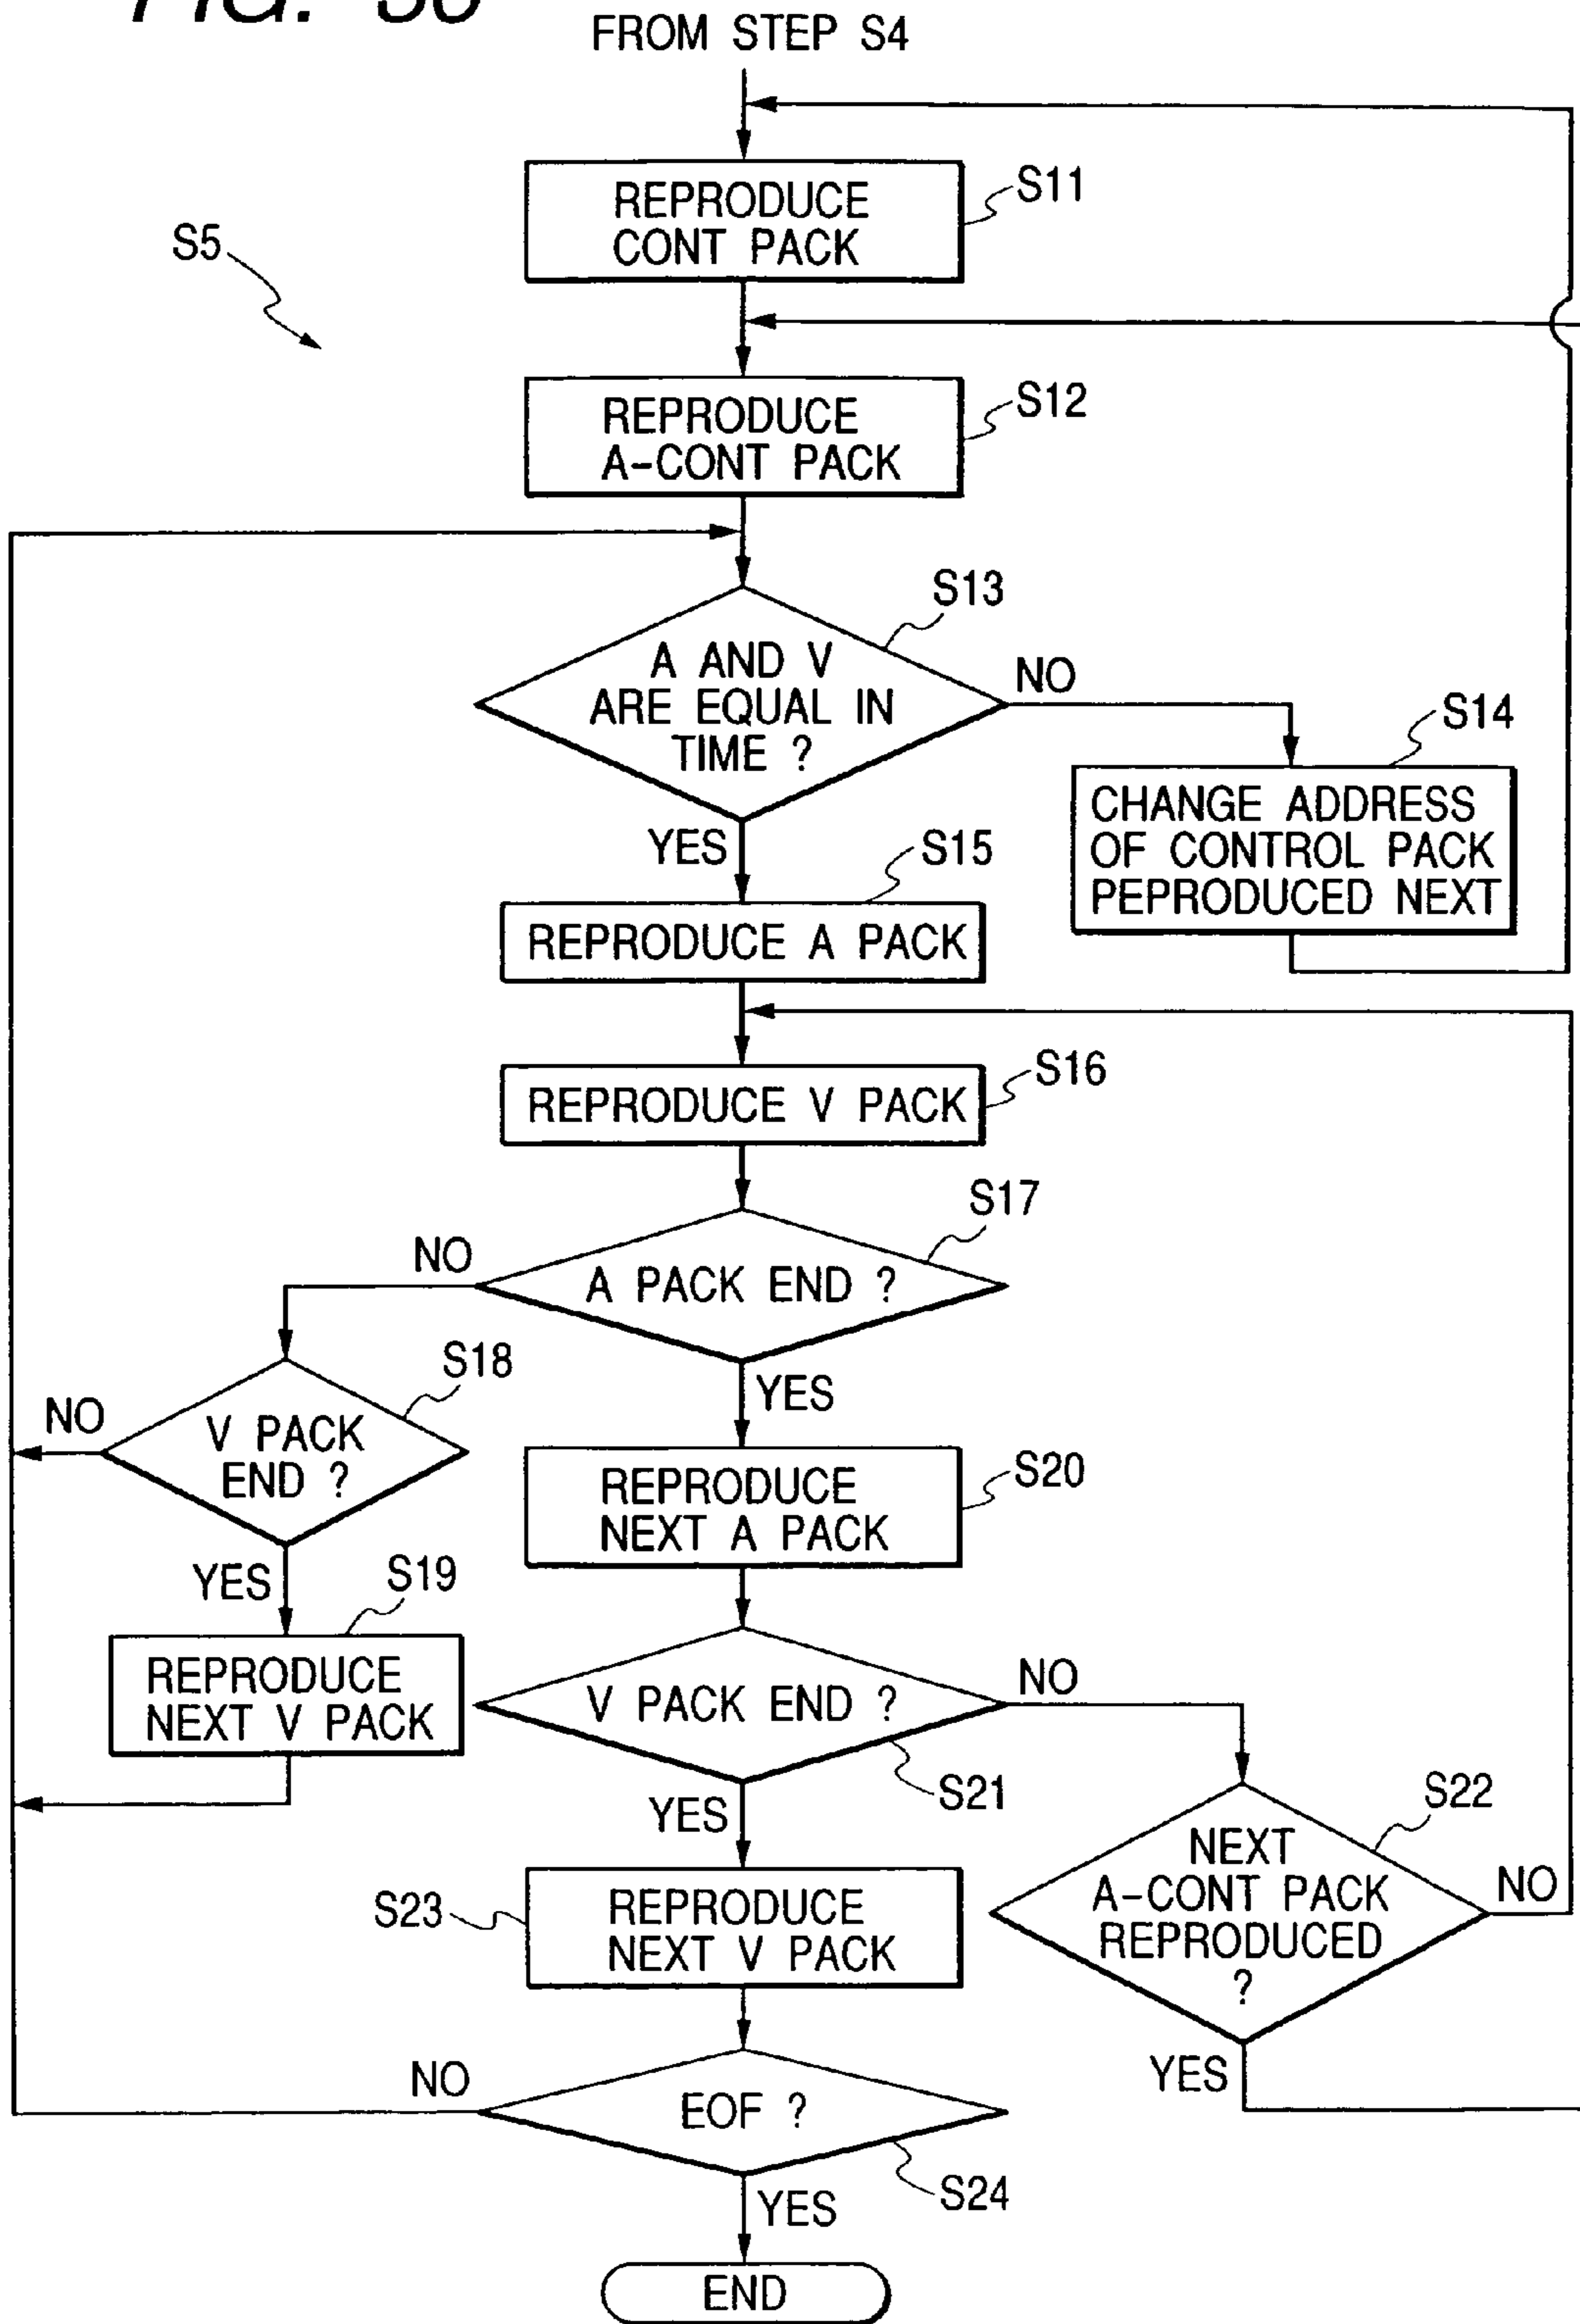 FIG.
FROM STEP S4
S5
REPRODUCE
CONT PACK
S11
REPRODUCE
A-CONT PACK
S12
A AND V
ARE EQUAL IN
TIME ?
S13
NO
YES
CHANGE ADDRESS
OF CONTROL PACK
PEPRODUCED NEXT
S14
REPRODUCE A PACK
S15
REPRODUCE V PACK
S16
A PACK END ?
S17
NO
YES
V PACK
END ?
S18
NO
YES
REPRODUCE
NEXT V PACK
S19
REPRODUCE
NEXT A PACK
S20
V PACK END ?
S21
NO
YES
NEXT
A-CONT PACK
REPRODUCED
?
S22
NO
YES
S23
REPRODUCE
NEXT V PACK
EOF ?
S24
NO
YES
END